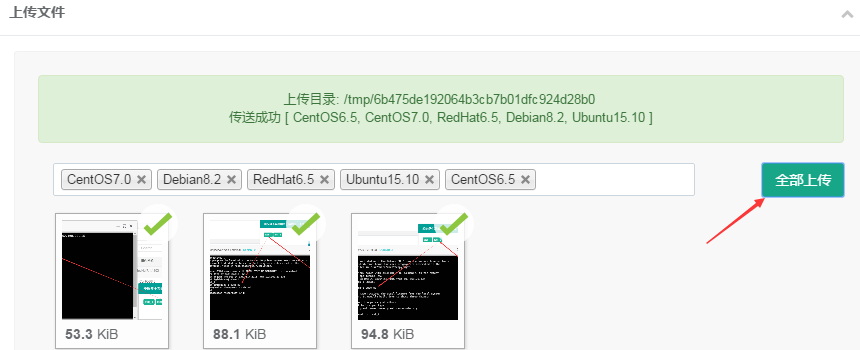 上传文件
上传目录: /tmp/6b475de192064b3cb7b01dfc924d28b0
传送成功 [ CentOS6.5, CentOS7.0, RedHat6.5, Debian8.2, Ubuntu15.10 ]
CentOS7.0 Debian8.2 RedHat6.5 Ubuntu15.10 CentOS6.5
全部上传
53.3 KiB 88.1 KiB 94.8 KiB